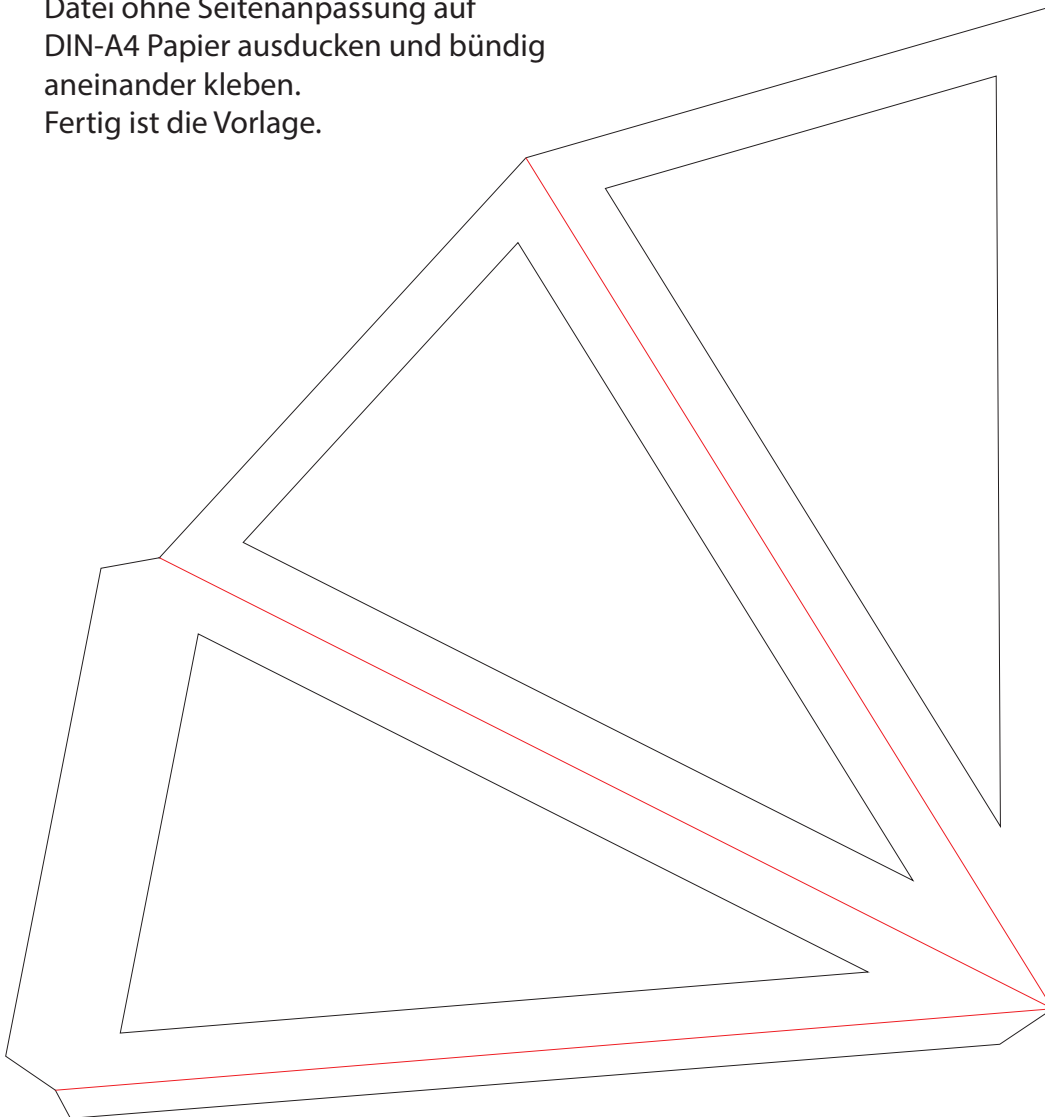 Datei ohne Seitenanpassung auf
DIN-A4 Papier ausducken und bündig
aneinander kleben.
Fertig ist die Vorlage.